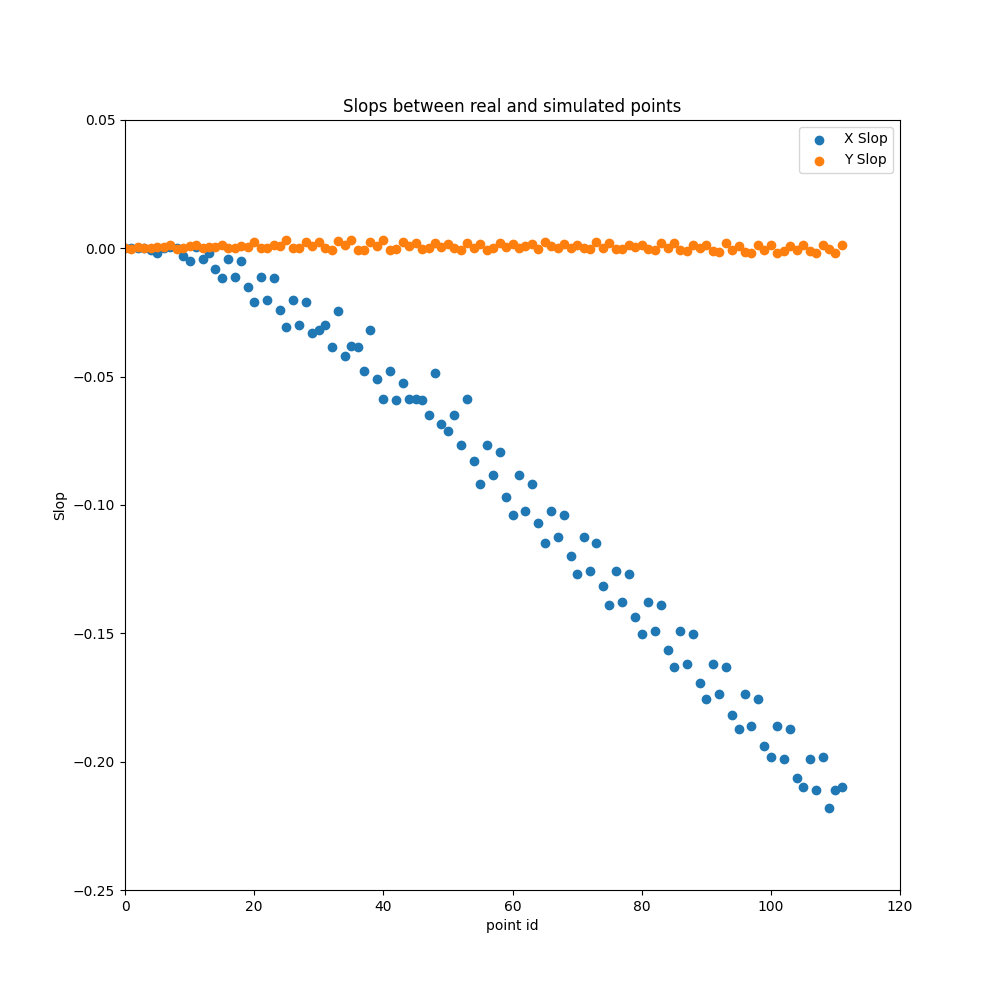 Slops between real and simulated points
0.05
X Slop
Y Slop
0.00
−0.05
−0.10
−0.15
−0.20
−0.25
Slop
0 20 40 60 80 100 120
point id